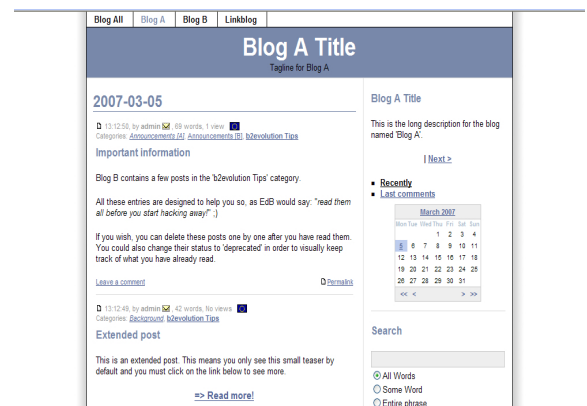 Blog All Blog A Blog B Linkblog
Blog A Title
Tagline for Blog A
2007-03-05
13:12:50, by admin, 69 words, 1 view
Categories: Announcements [A], Announcements [B], b2evolution Tips
Important information
Blog B contains a few posts in the 'b2evolution Tips' category.
All these entries are designed to help you so, as EdB would say: "read them
all before you start hacking away!" ;)
If you wish, you can delete these posts one by one after you have read them.
You could also change their status to 'deprecated' in order to visually keep
track of what you have already read.
Leave a comment Permalink
13:12:49, by admin, 42 words, No views
Categories: Background, b2evolution Tips
Extended post
This is an extended post. This means you only see this small teaser by
default and you must click on the link below to see more.
=> Read more!
Blog A Title
This is the long description for the blog
named 'Blog A'.
| Next >
Recently
Last comments
March 2007
Mon Tue Wed Thu Fri Sat Sun
1 2 3 4
5 6 7 8 9 10 11
12 13 14 15 16 17 18
19 20 21 22 23 24 25
26 27 28 29 30 31
<< < > >>
Search
All Words
Some Word
Entire phrase